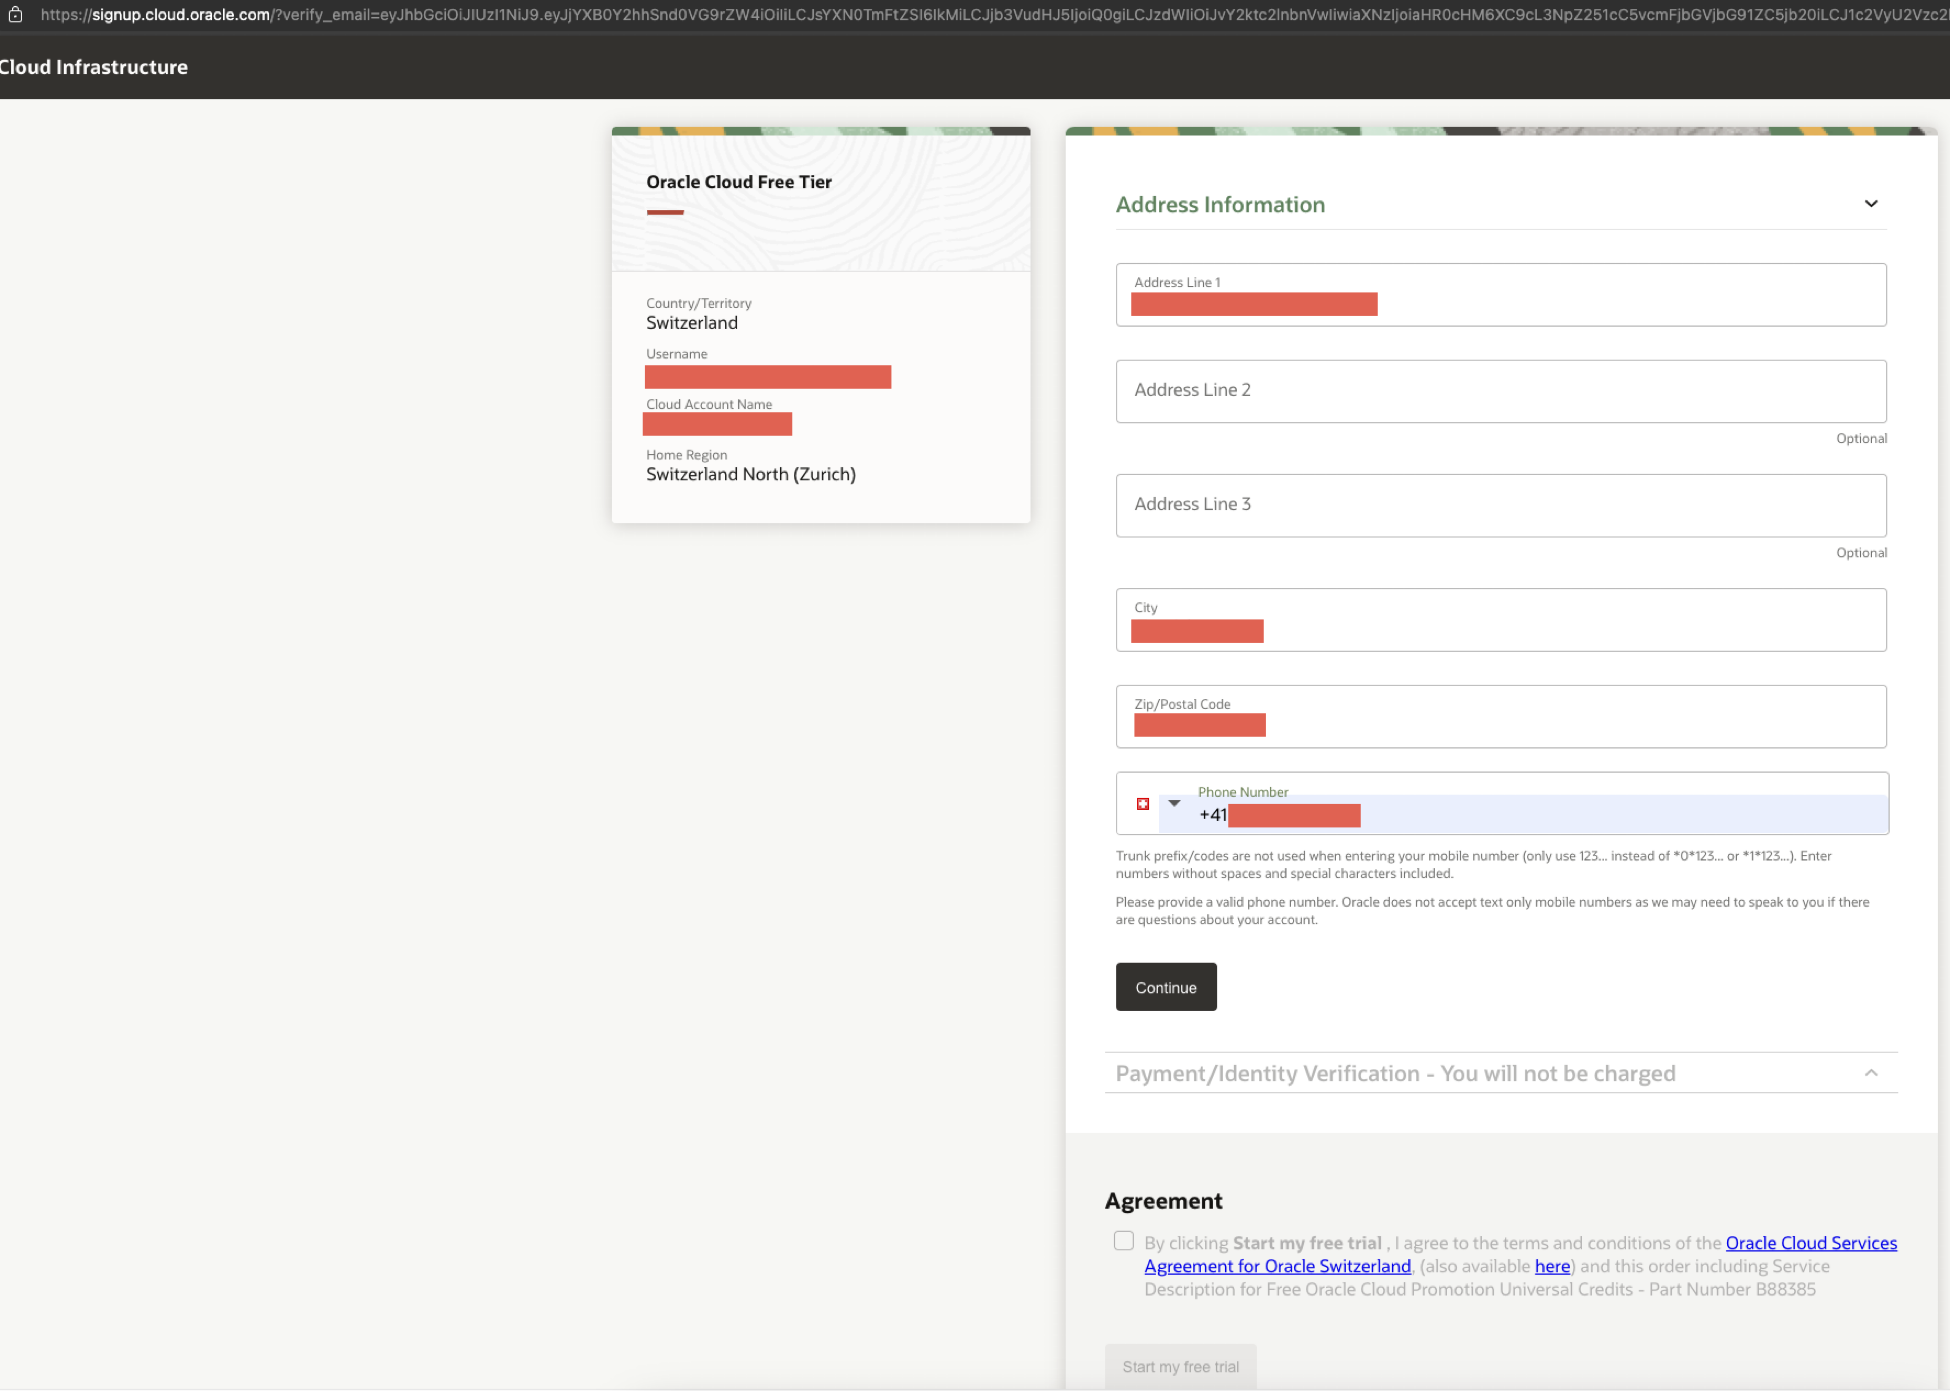 https://signup.cloud.oracle.com/?verify_email=eyJhbGciOiJIUzI1NiJ9.eyJjYXB0Y2hhSnd0VG9rZW4iOiIiLCJsYXN0TmFtZSI6IkMiLCJjb3VudHJ5IjoiQ0giLCJzdWIiOiJvY2ktc2lnbnVwIiwiaXNzIjoiaHR0cHM6XC9cL3NpZ251cC5vcmFjbGVjbG91ZC5jb20iLCJ1c2VyU2Vzc2l
Cloud Infrastructure
Oracle Cloud Free Tier
Country/Territory
Switzerland
Username
Cloud Account Name
Home Region
Switzerland North (Zurich)
Address Information
Address Line 1
Address Line 2
Optional
Address Line 3
Optional
City
Zip/Postal Code
Phone Number
+41
Trunk prefix/codes are not used when entering your mobile number (only use 123... instead of *0*123... or *1*123...). Enter
numbers without spaces and special characters included.
Please provide a valid phone number. Oracle does not accept text only mobile numbers as we may need to speak to you if there
are questions about your account.
Continue
Payment/Identity Verification - You will not be charged
Agreement
By clicking Start my free trial , I agree to the terms and conditions of the Oracle Cloud Services
Agreement for Oracle Switzerland, (also available here) and this order including Service
Description for Free Oracle Cloud Promotion Universal Credits - Part Number B88385
Start my free trial